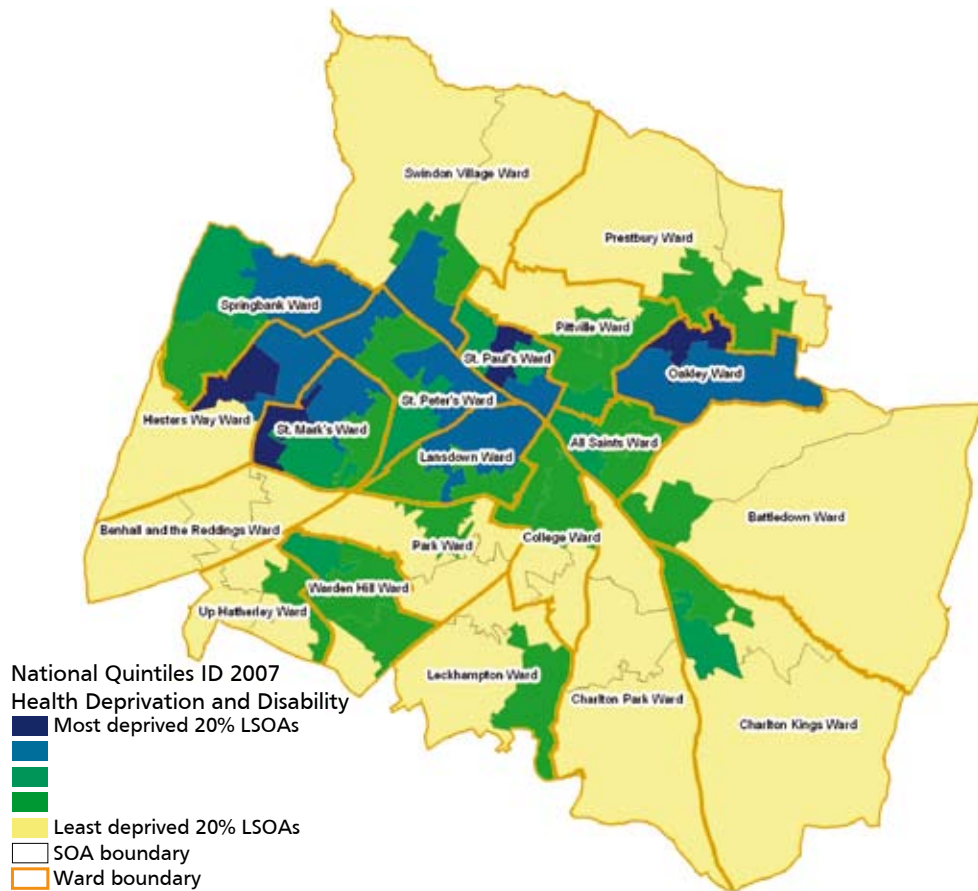 Swindon Village Ward
Prestbury Ward
Springbank Ward
Pittville Ward
St. Paul's Ward
Oakley Ward
St. Peter's Ward
Hesters Way Ward
St. Mark's Ward
All Saints Ward
Lansdown Ward
Battledown Ward
Benhall and the Reddings Ward
Park Ward
College Ward
Warden Hill Ward
Up Hatherley Ward
Leckhampton Ward
Charlton Park Ward
Charlton Kings Ward
National Quintiles ID 2007
Health Deprivation and Disability
Most deprived 20% LSOAs
Least deprived 20% LSOAs
SOA boundary
Ward boundary